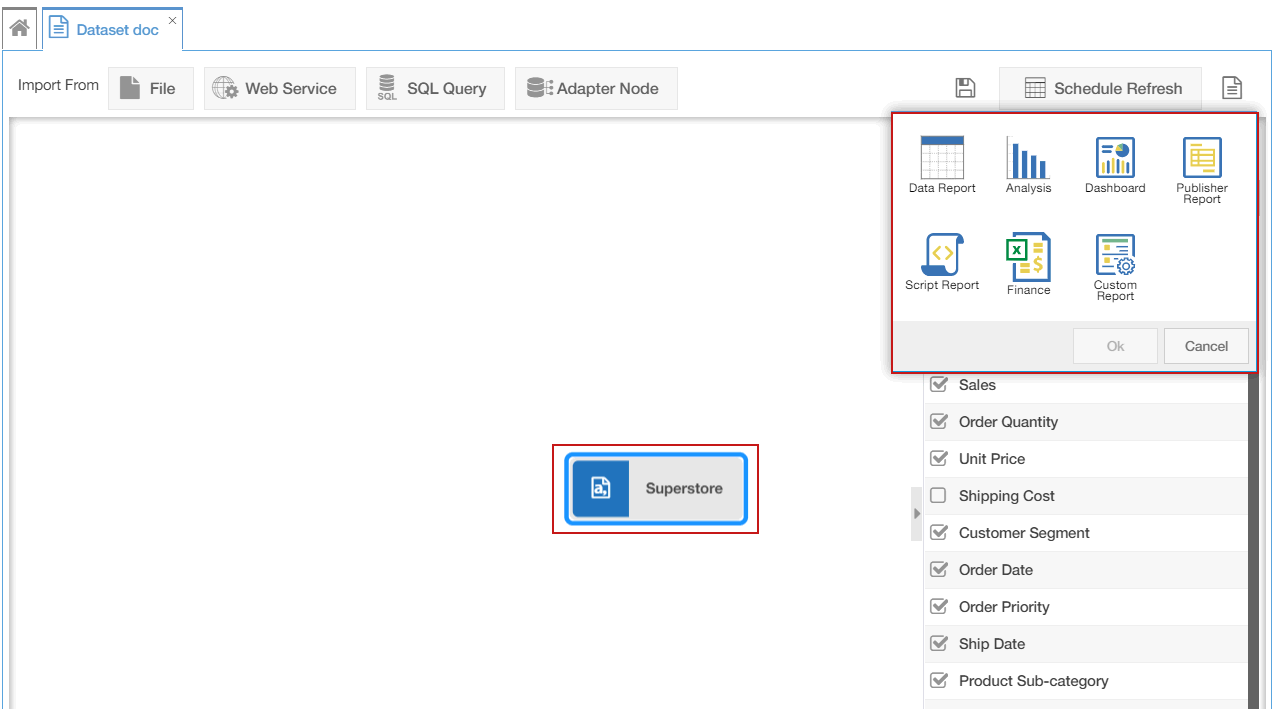 Dataset doc
Import From
File
Web Service
SQL
SQL Query
Adapter Node
Schedule Refresh
Data Report
Analysis
Dashboard
Publisher
Report
Script Report
X
$
Finance
Custom
Report
Ok
Cancel
Sales
Order Quantity
Unit Price
a,
Superstore
Shipping Cost
Customer Segment
Order Date
Order Priority
Ship Date
Product Sub-category